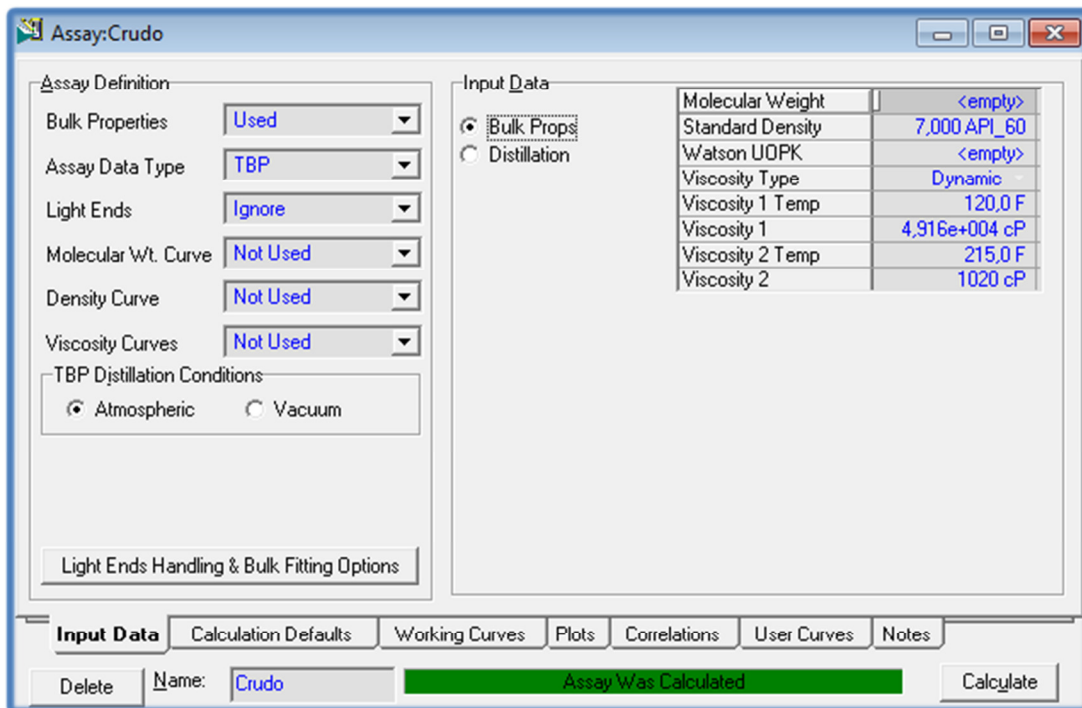 Assay:Crudo
Assay Definition
Bulk Properties Used
Assay Data Type TBP
Light Ends Ignore
Molecular Wt. Curve Not Used
Density Curve Not Used
Viscosity Curves Not Used
TBP Distillation Conditions
Atmospheric Vacuum
Light Ends Handling & Bulk Fitting Options
Input Data
Bulk Props
Distillation
Molecular Weight <empty>
Standard Density 7,000 API_60
Watson UOPK <empty>
Viscosity Type Dynamic
Viscosity 1 Temp 120,0 F
Viscosity 1 4,916e+004 cP
Viscosity 2 Temp 215,0 F
Viscosity 2 1020 cP
Input Data Calculation Defaults Working Curves Plots Correlations User Curves Notes
Delete Name: Crudo Assay Was Calculated Calculate